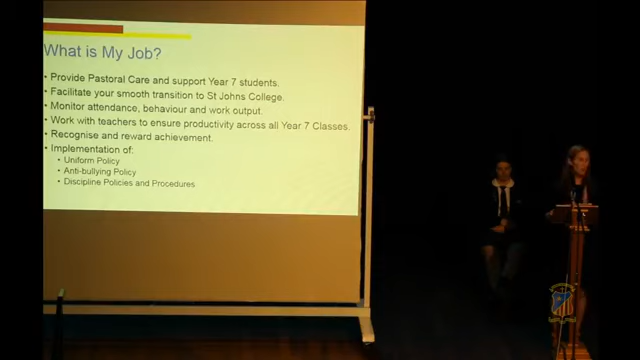 What is My Job?
• Provide Pastoral Care and support Year 7 students.
• Facilitate your smooth transition to St Johns College.
• Monitor attendance, behaviour and work output.
• Work with teachers to ensure productivity across all Year 7 Classes.
• Recognise and reward achievement.
• Implementation of:
• Uniform Policy
• Anti-bullying Policy
• Discipline Policies and Procedures